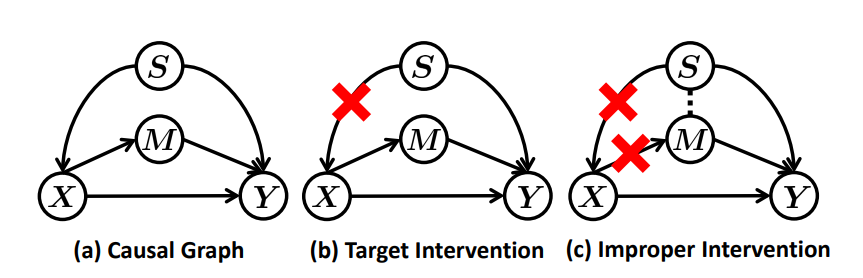 S S S
M M M
X Y X Y X Y
(a) Causal Graph (b) Target Intervention (c) Improper Intervention